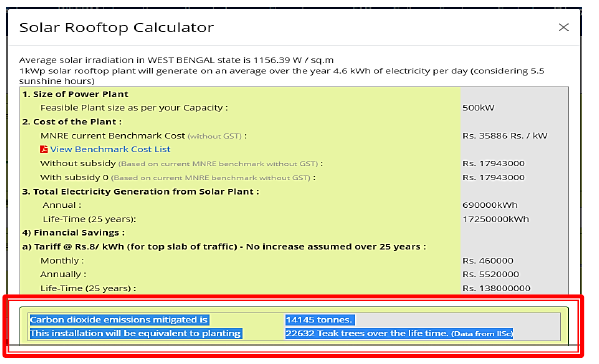 Solar Rooftop Calculator ×
Average solar irradiation in WEST BENGAL state is 1156.39 W / sq.m
1kWp solar rooftop plant will generate on an average over the year 4.6 kWh of electricity per day (considering 5.5
sunshine hours)
1. Size of Power Plant
Feasible Plant size as per your Capacity : 500kW
2. Cost of the Plant :
MNRE current Benchmark Cost (without GST) : Rs. 35886 Rs. / kW
View Benchmark Cost List
Without subsidy (Based on current MNRE benchmark without GST) : Rs. 17943000
With subsidy 0 (Based on current MNRE benchmark without GST) : Rs. 17943000
3. Total Electricity Generation from Solar Plant :
Annual : 690000kWh
Life-Time (25 years): 17250000kWh
4) Financial Savings :
a) Tariff @ Rs.8/ kWh (for top slab of traffic) - No increase assumed over 25 years :
Monthly : Rs. 460000
Annually : Rs. 5520000
Life-Time (25 years) : Rs. 138000000
Carbon dioxide emissions mitigated is 14145 tonnes.
This installation will be equivalent to planting 22632 Teak trees over the life time. (Data from IISc)